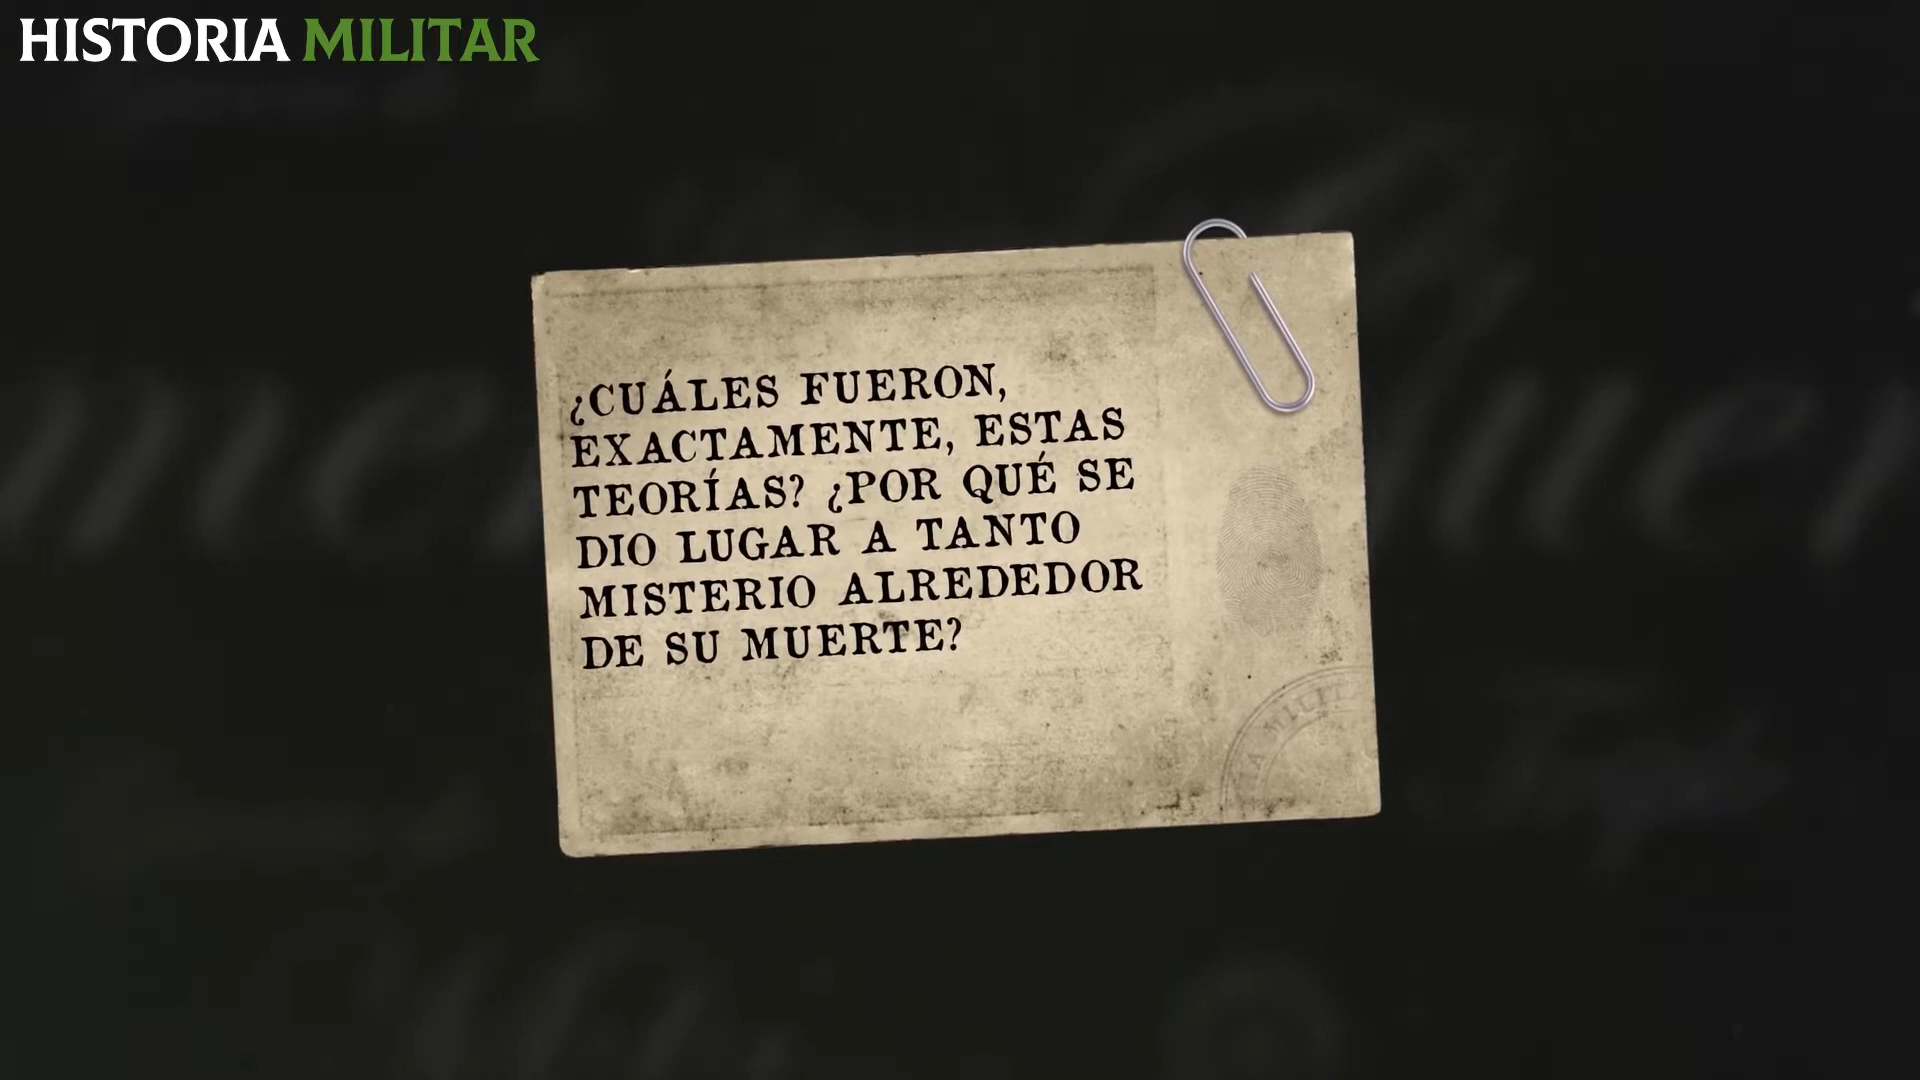 HISTORIA MILITAR
¿CUÁLES FUERON,
EXACTAMENTE, ESTAS
TEORÍAS? ¿POR QUÉ SE
DIO LUGAR A TANTO
MISTERIO ALREDEDOR
DE SU MUERTE?